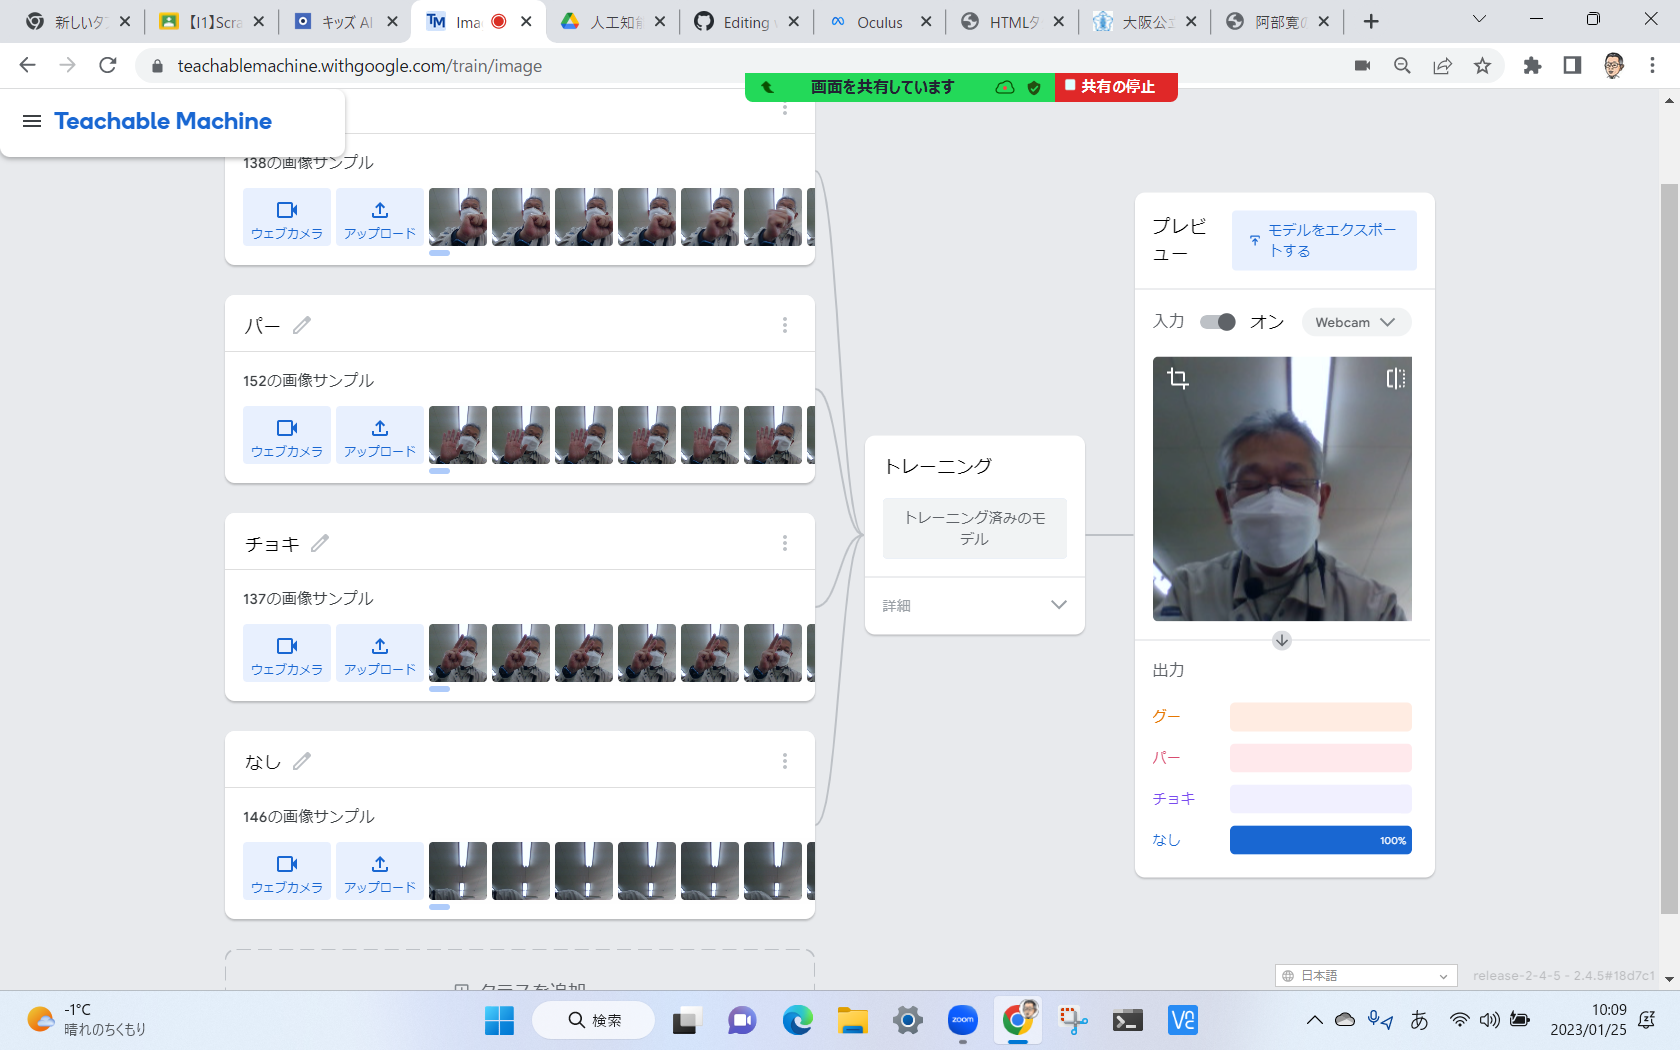 新しいタブ
【I1】Scra
キッズ AI
Ima
人工知能
Editing
Oculus
HTMLタ
大阪公立
阿部寛の
teachablemachine.withgoogle.com/train/image
画面を共有しています
共有の停止
Teachable Machine
138の画像サンプル
ウェブカメラ
アップロード
パー
152の画像サンプル
ウェブカメラ
アップロード
チョキ
137の画像サンプル
ウェブカメラ
アップロード
なし
146の画像サンプル
ウェブカメラ
アップロード
クラスを追加
トレーニング
トレーニング済みのモ
デル
詳細
プレビ
ュー
モデルをエクスポー
トする
入力
オン
Webcam
出力
グー
パー
チョキ
なし
100%
日本語
release-2-4-5 - 2.4.5#18d7c1
-1°C
晴れのちくもり
検索
zoom
あ
10:09
2023/01/25